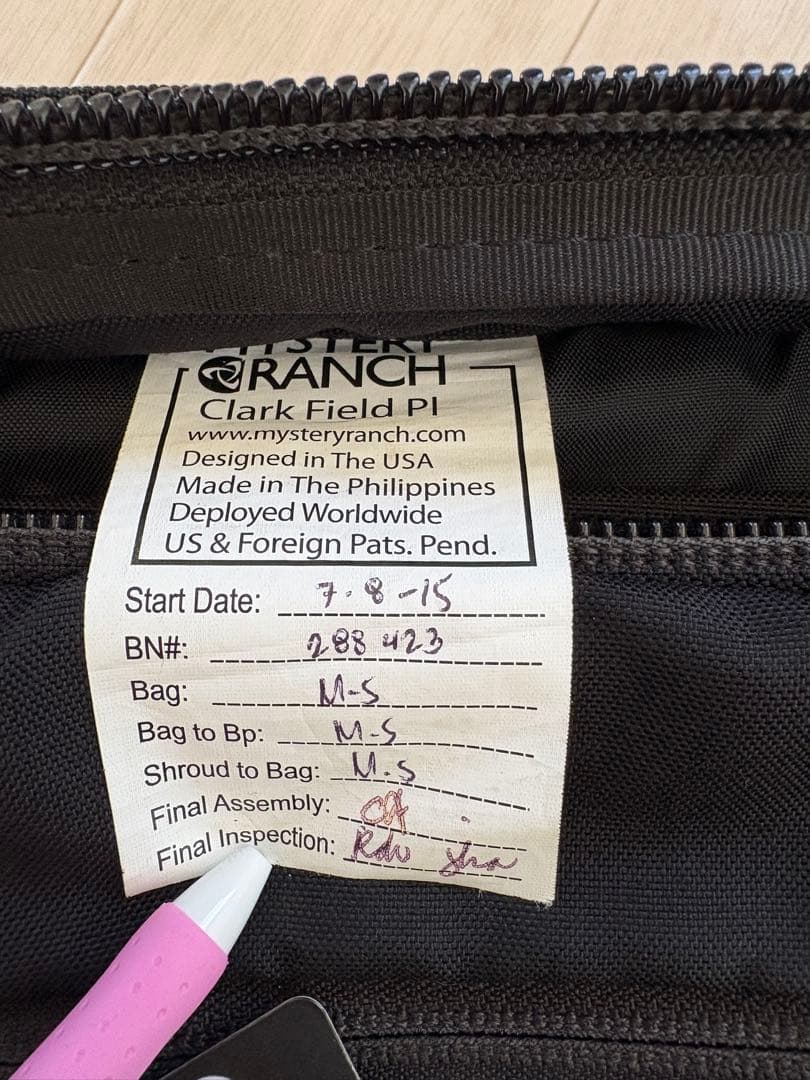 MYSTERY
RANCH
Clark Field PI
www.mysteryranch.com
Designed in The USA
Made in The Philippines
Deployed Worldwide
US & Foreign Pats. Pend.
Start Date: 7-8-15
BN#: 288 423
Bag: M-S
Bag to Bp: M-S
Shroud to Bag: M.S
Final Assembly: CA
Final Inspection: